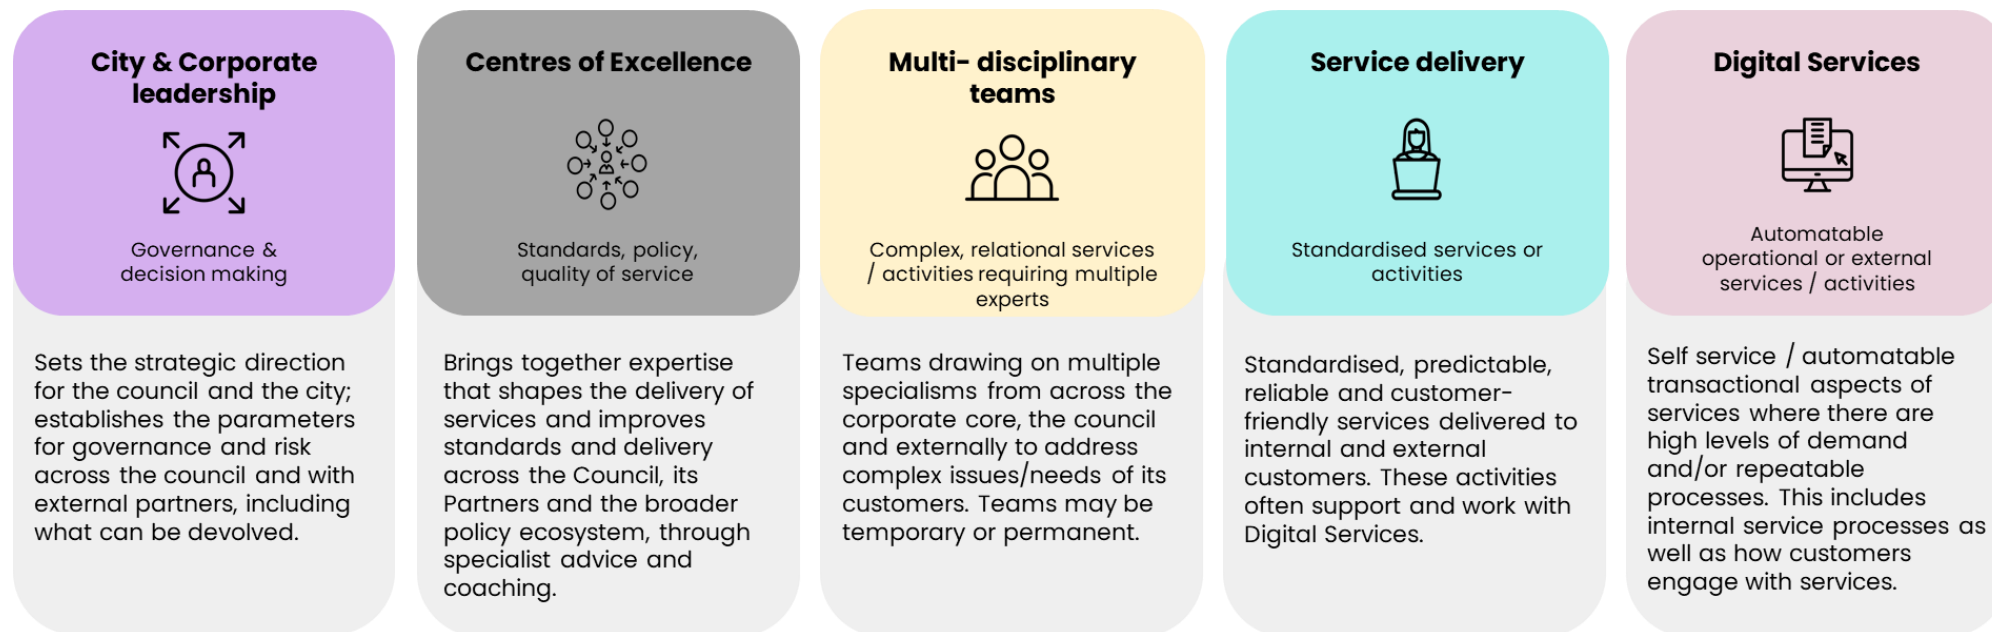 City & Corporate
leadership
Governance &
decision making
Sets the strategic direction
for the council and the city;
establishes the parameters
for governance and risk
across the council and with
external partners, including
what can be devolved.
Centres of Excellence
Standards, policy,
quality of service
Brings together expertise
that shapes the delivery of
services and improves
standards and delivery
across the Council, its
Partners and the broader
policy ecosystem, through
specialist advice and
coaching.
Multi- disciplinary
teams
Complex, relational services
/ activities requiring multiple
experts
Teams drawing on multiple
specialisms from across the
corporate core, the council
and externally to address
complex issues/needs of its
customers. Teams may be
temporary or permanent.
Service delivery
Standardised services or
activities
Standardised, predictable,
reliable and customer-
friendly services delivered to
internal and external
customers. These activities
often support and work with
Digital Services.
Digital Services
Automatable
operational or external
services / activities
Self service / automatable
transactional aspects of
services where there are
high levels of demand
and/or repeatable
processes. This includes
internal service processes as
well as how customers
engage with services.